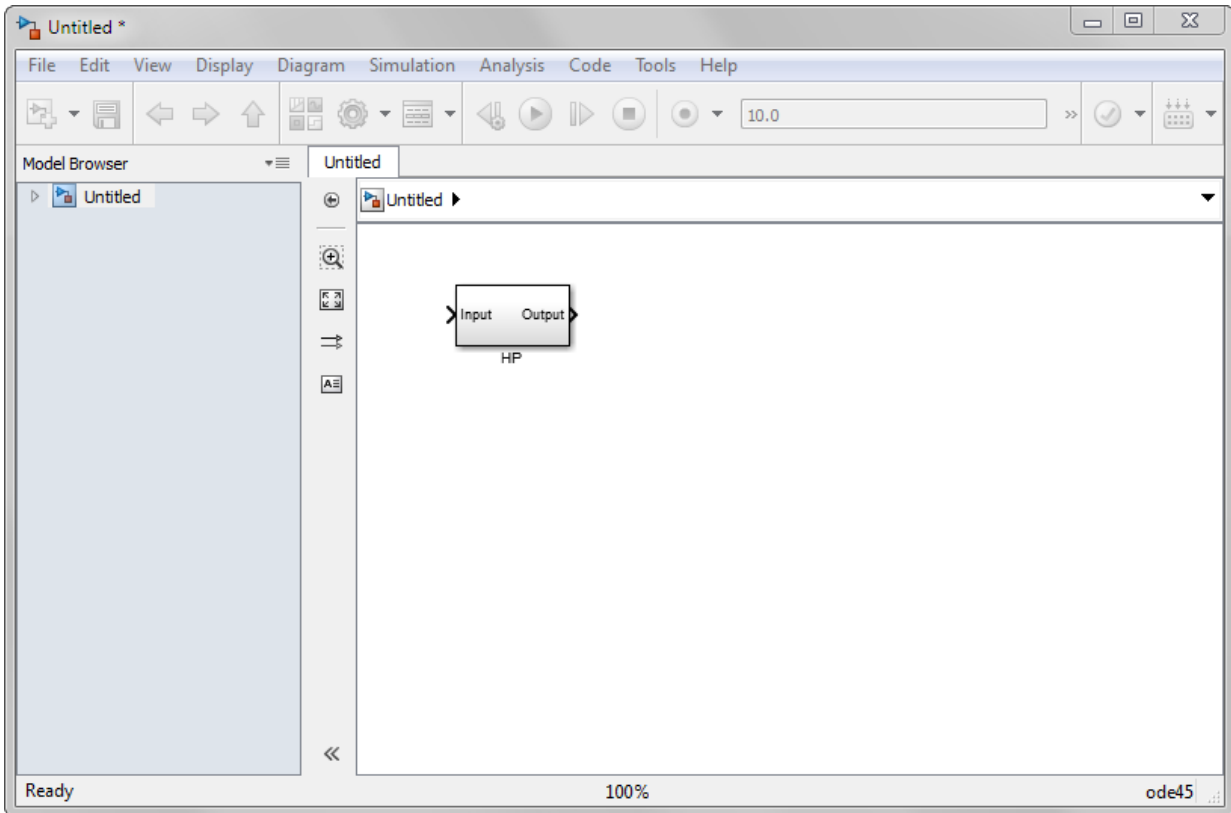 Untitled *
File Edit View Display Diagram Simulation Analysis Code Tools Help
10.0
Model Browser
Untitled
Untitled
Untitled
Input Output
HP
Ready 100% ode45